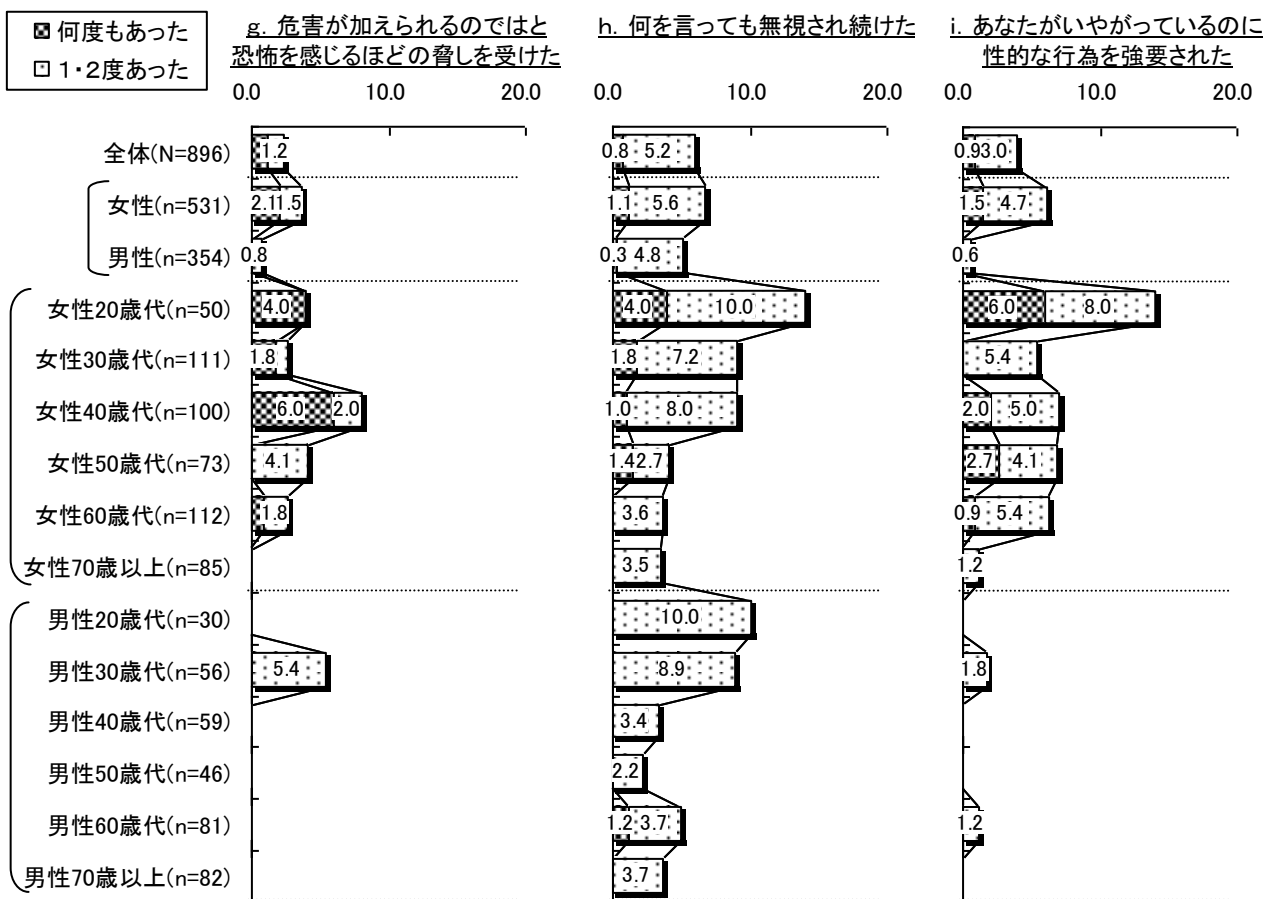 何度もあった
1・2度あった
g. 危害が加えられるのではと
恐怖を感じるほどの脅しを受けた
h. 何を言っても無視され続けた
i. あなたがいやがっているのに
性的な行為を強要された
0.0 10.0 20.0 0.0 10.0 20.0 0.0 10.0 20.0
全体(N=896) 1.2 0.8 5.2 0.9 3.0
女性(n=531) 2.1 1.5 1.1 5.6 1.5 4.7
男性(n=354) 0.8 0.3 4.8 0.6
女性20歳代(n=50) 4.0 4.0 10.0 6.0 8.0
女性30歳代(n=111) 1.8 1.8 7.2 5.4
女性40歳代(n=100) 6.0 2.0 1.0 8.0 2.0 5.0
女性50歳代(n=73) 4.1 1.4 2.7 2.7 4.1
女性60歳代(n=112) 1.8 3.6 0.9 5.4
女性70歳以上(n=85) 3.5 1.2
男性20歳代(n=30) 10.0
男性30歳代(n=56) 5.4 8.9 1.8
男性40歳代(n=59) 3.4
男性50歳代(n=46) 2.2
男性60歳代(n=81) 1.2 3.7 1.2
男性70歳以上(n=82) 3.7